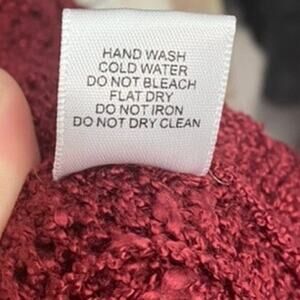 HAND WASH
COLD WATER
DO NOT BLEACH
FLAT DRY
DO NOT IRON
DO NOT DRY CLEAN